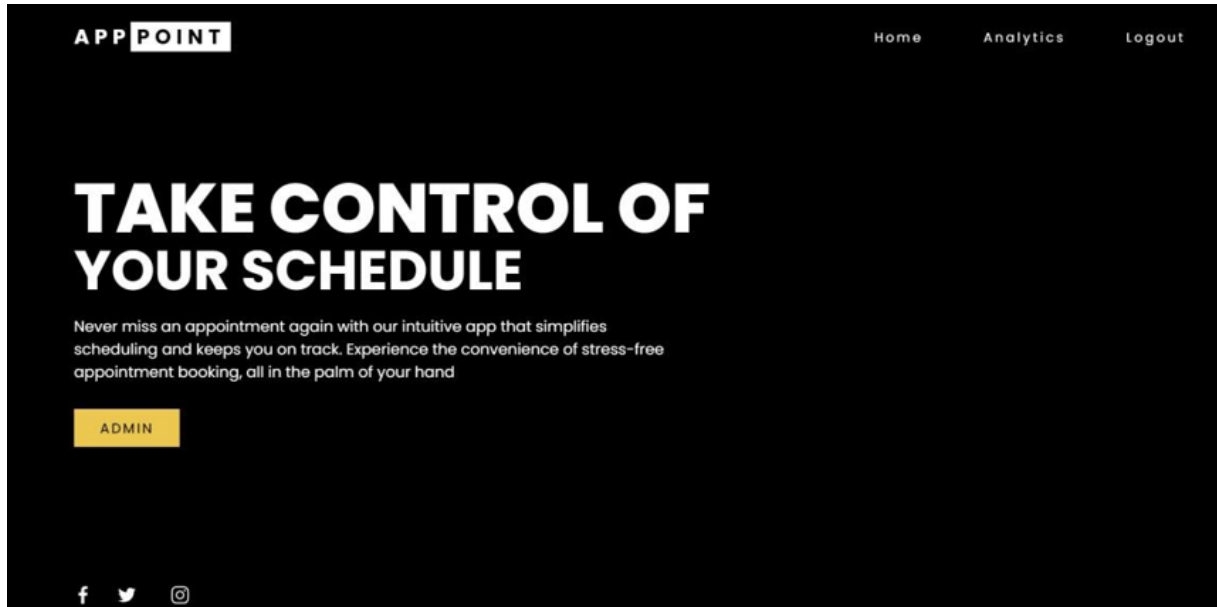 APPPOINT
Home Analytics Logout
TAKE CONTROL OF
YOUR SCHEDULE
Never miss an appointment again with our intuitive app that simplifies
scheduling and keeps you on track. Experience the convenience of stress-free
appointment booking, all in the palm of your hand
ADMIN